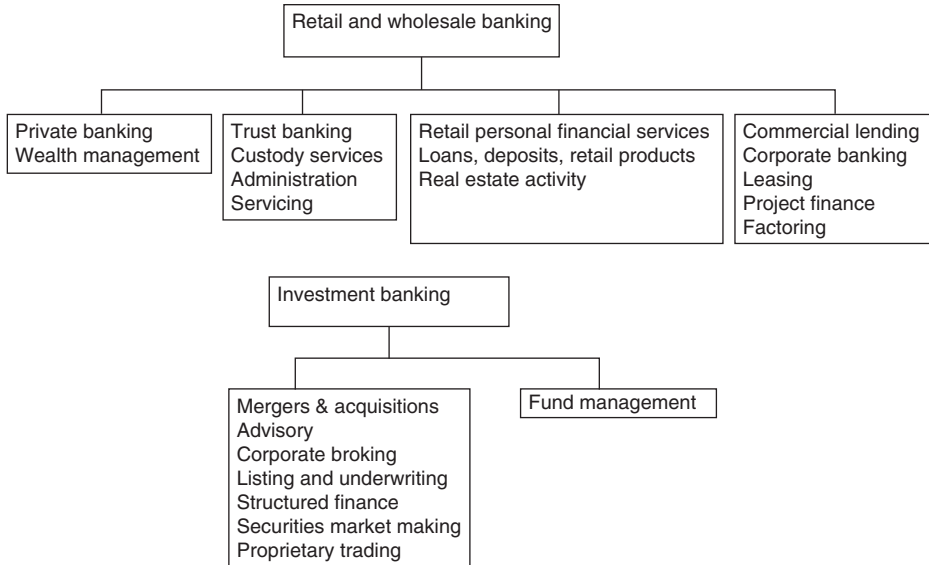 Retail and wholesale banking
Private banking
Wealth management
Trust banking
Custody services
Administration
Servicing
Retail personal financial services
Loans, deposits, retail products
Real estate activity
Commercial lending
Corporate banking
Leasing
Project finance
Factoring
Investment banking
Mergers & acquisitions
Advisory
Corporate broking
Listing and underwriting
Structured finance
Securities market making
Proprietary trading
Fund management